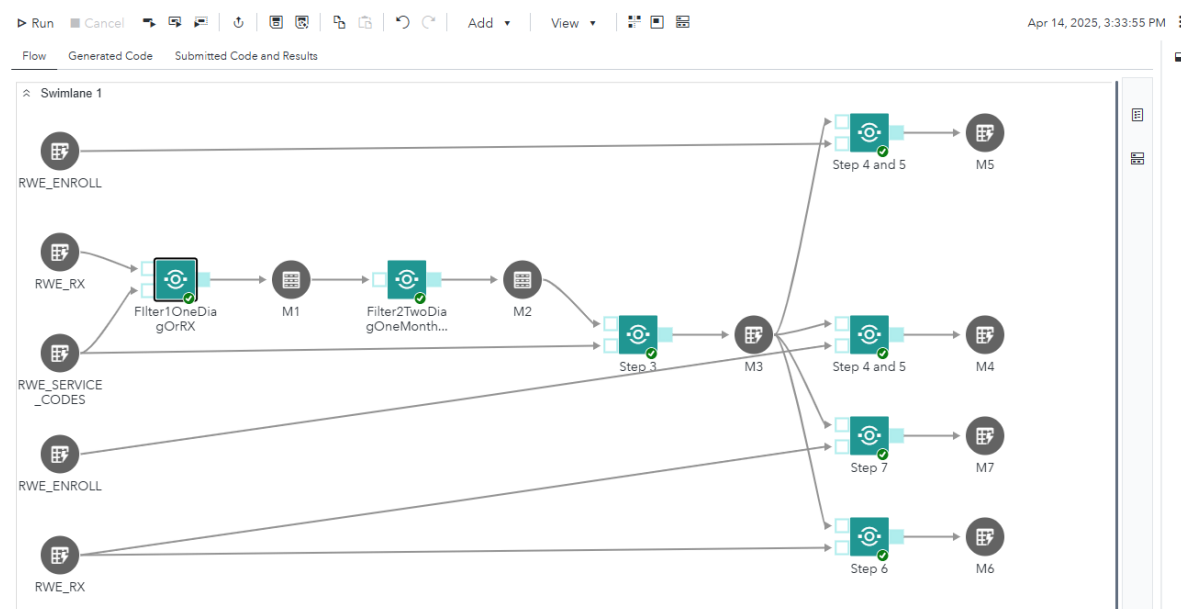 Run Cancel Add View Apr 14, 2025, 3:33:55 PM
Flow Generated Code Submitted Code and Results
Swimlane 1
Step 4 and 5 M5
RWE_ENROLL
RWE_RX
FIlter1OneDia
gOrRX
M1
Filter2TwoDia
gOneMonth...
M2
Step 3
M3
Step 4 and 5
M4
RWE_SERVICE
_CODES
Step 7
M7
RWE_ENROLL
Step 6
M6
RWE_RX